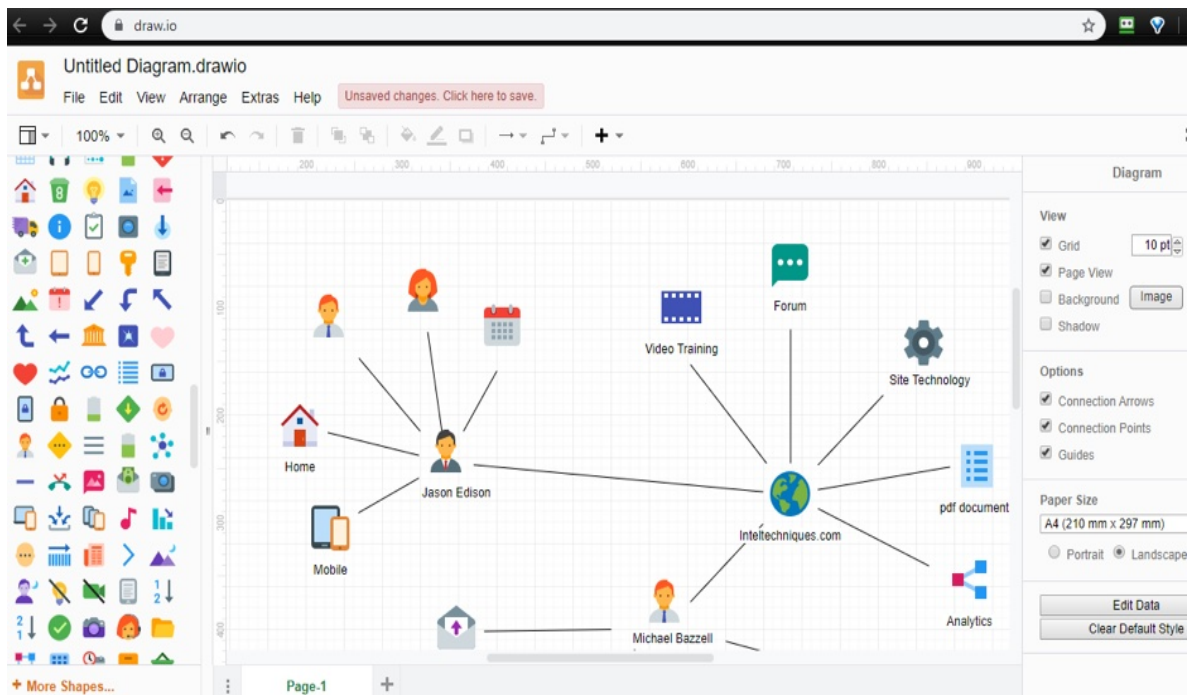 draw.io
Untitled Diagram.drawio
File Edit View Arrange Extras Help Unsaved changes. Click here to save.
100%
200 300 400 500 600 700 800 900
Diagram
0
100
200
300
400
View
Grid 10 pt
Page View
Background Image
Shadow
Options
Connection Arrows
Connection Points
Guides
Paper Size
A4 (210 mm x 297 mm)
Portrait Landscape
Edit Data
Clear Default Style
Forum
Video Training
Site Technology
Home
Jason Edison
pdf document
Inteltechniques.com
Mobile
Analytics
Michael Bazzell
+ More Shapes...
Page-1